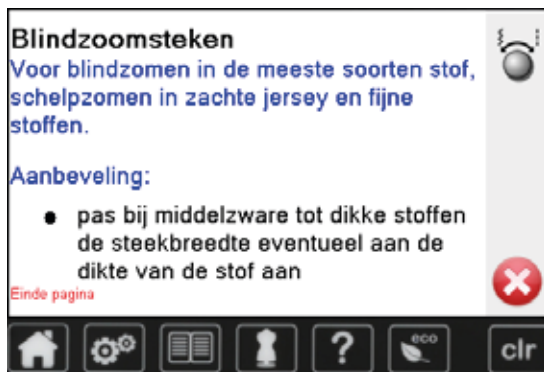 Blindzoomsteken
Voor blindzomen in de meeste soorten stof,
schelpzomen in zachte jersey en fijne
stoffen.
Aanbeveling:
● pas bij middelzware tot dikke stoffen
de steekbreedte eventueel aan de
dikte van de stof aan
Einde pagina
? eco clr